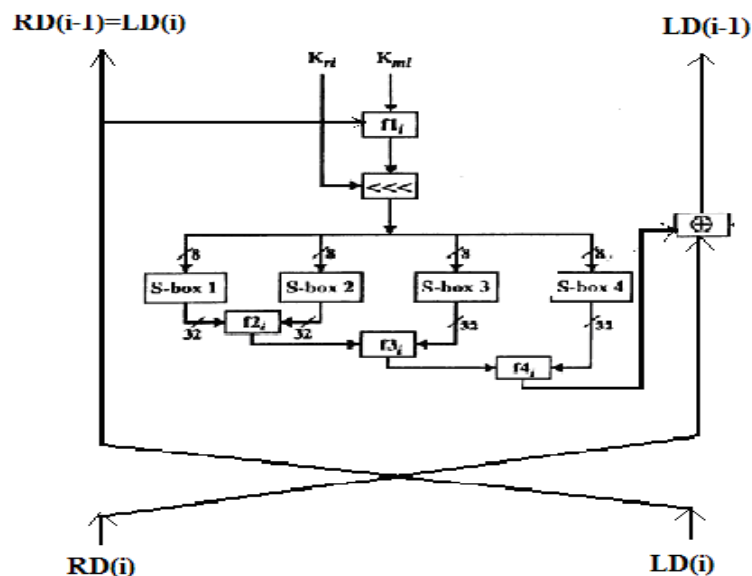 RD(i-1)=LD(i)
LD(i-1)
Kri Kmi
f1i
<<<
⊕
8 8 8 8
S-box 1 S-box 2 S-box 3 S-box 4
f2i
32 32 32 32
f3i
f4i
RD(i) LD(i)